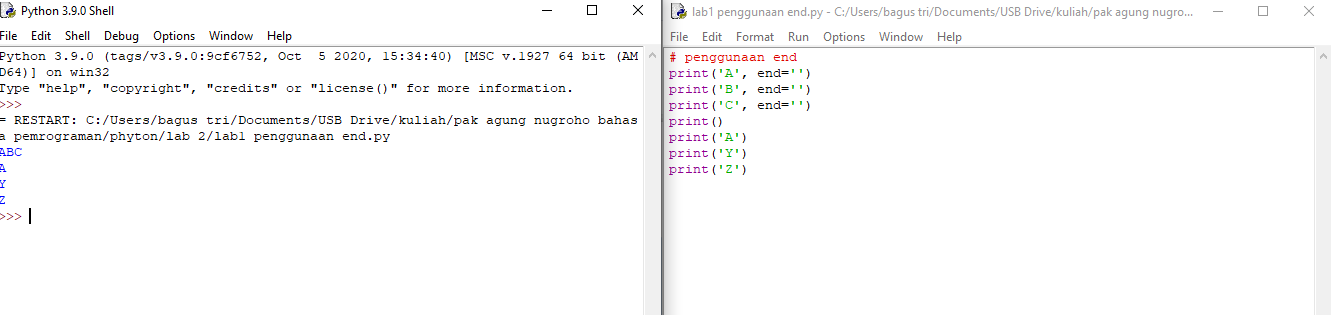 Python 3.9.0 Shell
File Edit Shell Debug Options Window Help
Python 3.9.0 (tags/v3.9.0:9cf6752, Oct  5 2020, 15:34:40) [MSC v.1927 64 bit (AM
D64)] on win32
Type "help", "copyright", "credits" or "license()" for more information.
>>>
= RESTART: C:/Users/bagus tri/Documents/USB Drive/kuliah/pak agung nugroho bahas
a pemrograman/phyton/lab 2/lab1 penggunaan end.py
ABC
A
Y
Z
>>>
lab1 penggunaan end.py - C:/Users/bagus tri/Documents/USB Drive/kuliah/pak agung nugro...
File Edit Format Run Options Window Help
# penggunaan end
print('A', end='')
print('B', end='')
print('C', end='')
print()
print('A')
print('Y')
print('Z')